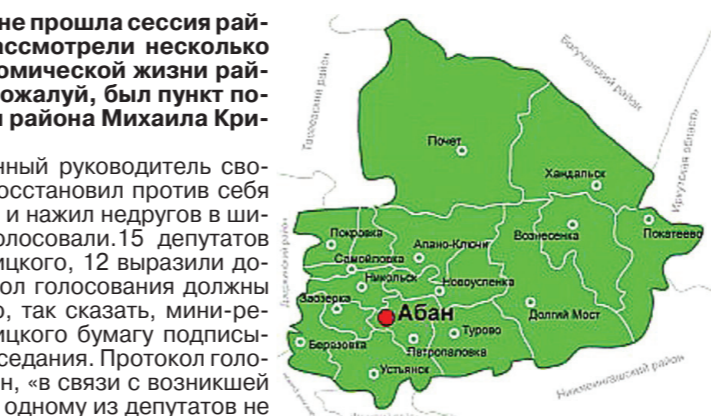 не прошла сессия рай-
ассмотрели несколько
омической жизни рай-
ожалуй, был пункт по-
и района Михаила Кри-
нный руководитель сво-
осстановил против себя
и нажил недругов в ши-
олосовали.15 депутатов
ицкого, 12 выразили до-
ол голосования должны
о, так сказать, мини-ре-
ицкого бумагу подписы-
седания. Протокол голо-
н, «в связи с возникшей
одному из депутатов не
Тасеевский район
Богучанский район
Иркутская область
Почет
Хандальск
Покровка
Апано-Ключи
Вознесенка
Покатеево
Самойловка
Никольск
Новоуспенка
Заозерка
Абан
Долгий Мост
Турово
Березовка
Петропаловка
Устьянск
Дзержинский район
Нижнеингашский район